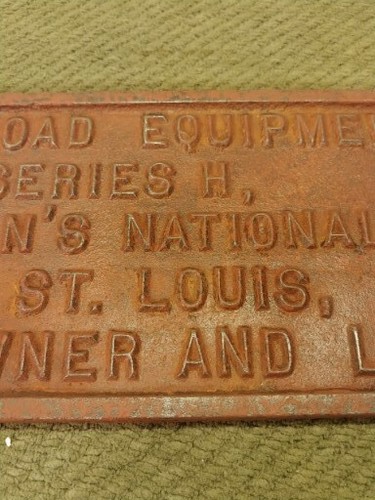 OAD EQUIPME
SERIES H,
N'S NATIONAL
ST. LOUIS,
WNER AND L